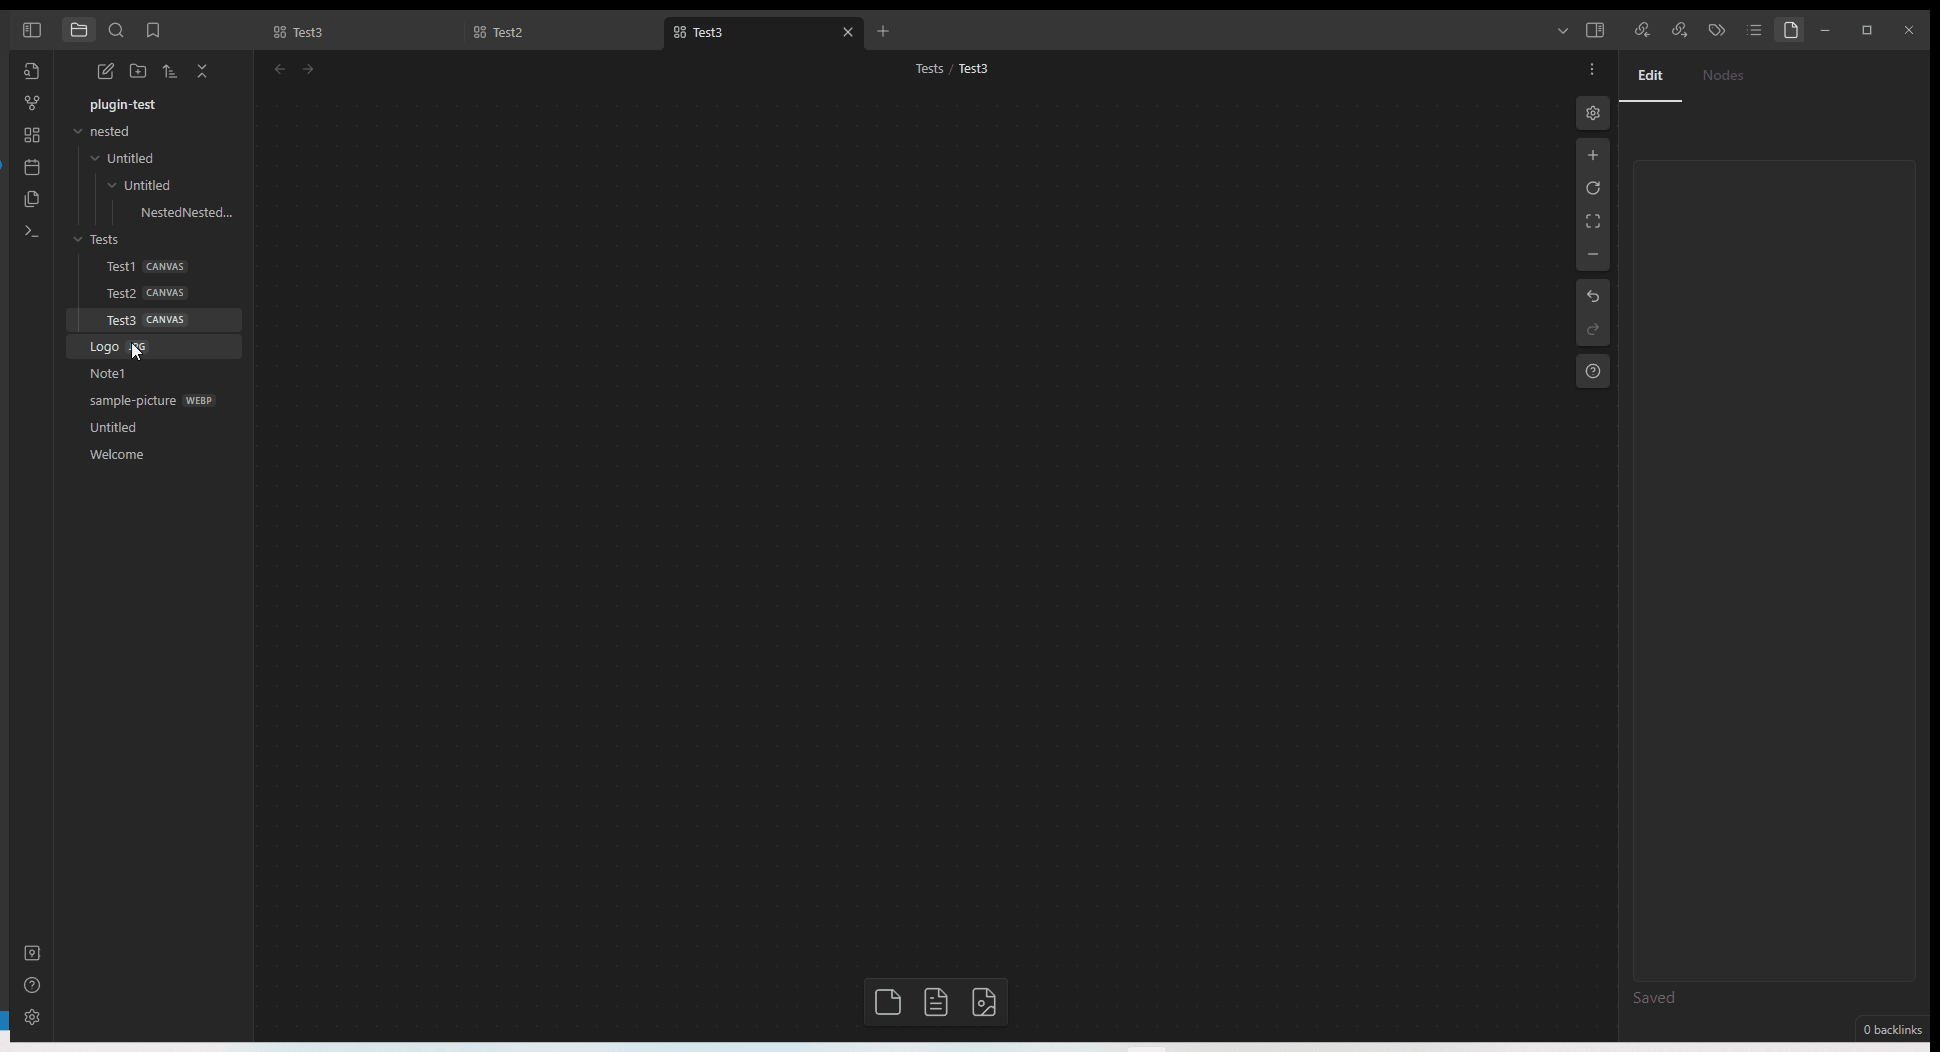 Test3
Test2
Test3
Tests / Test3
Edit
Nodes
plugin-test
nested
Untitled
Untitled
NestedNested...
Tests
Test1 CANVAS
Test2 CANVAS
Test3 CANVAS
Logo
Note1
sample-picture WEBP
Untitled
Welcome
Saved
0 backlinks